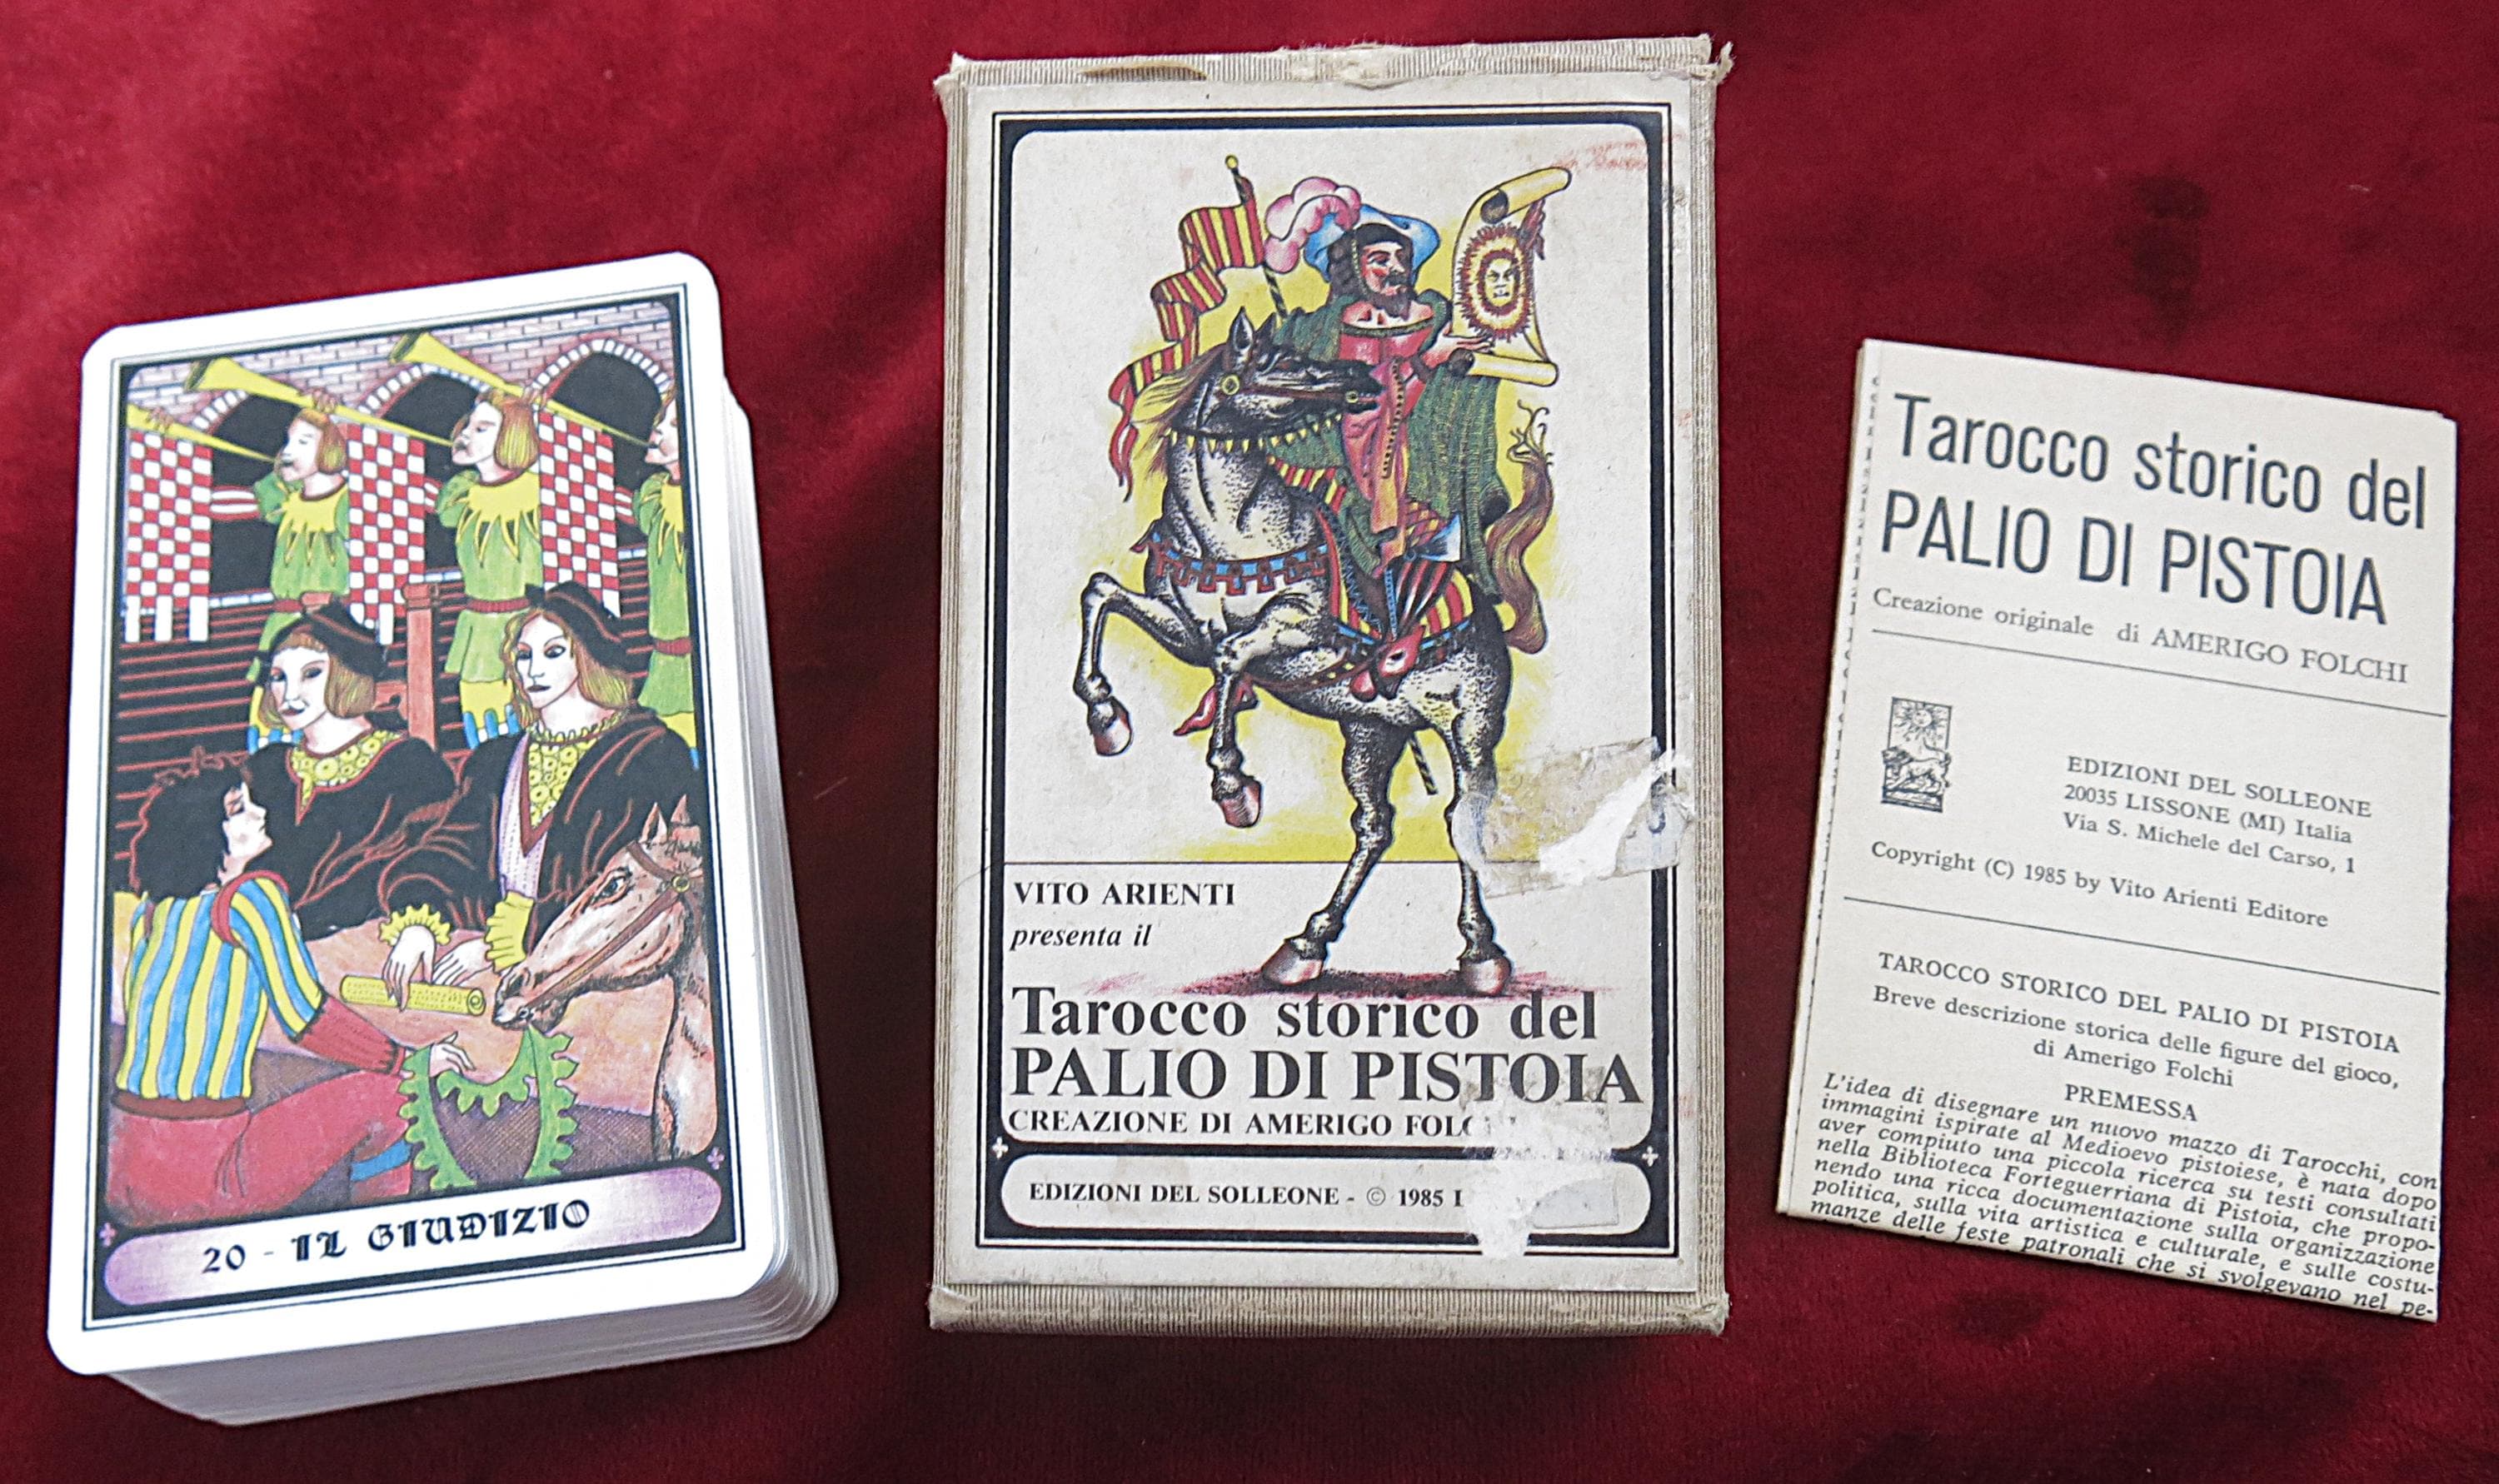 20 - IL GIUDIZIO
VITO ARIENTI
presenta il
Tarocco storico del
PALIO DI PISTOIA
CREAZIONE DI AMERIGO
EDIZIONI DEL SOLLEONE - © 1985
Tarocco storico del
PALIO DI PISTOIA
Creazione originale di AMERIGO FOLCHI
EDIZIONI DEL SOLLEONE
20035 LISSONE (MI) Italia
Via S. Michele del Carso, 1
Copyright (C) 1985 by Vito Arienti Editore
TAROCCO STORICO DEL PALIO DI PISTOIA
Breve descrizione storica delle figure del gioco,
di Amerigo Folchi
PREMESSA
L'idea di disegnare un nuovo mazzo di Tarocchi, con
immagini ispirate al Medioevo pistoiese, è nata dopo
aver compiuto una piccola ricerca su testi consultati
nella Biblioteca Forteguerriana di Pistoia, che propo-
nendo una ricca documentazione sulla organizzazione
politica, sulla vita artistica e culturale, e sulle costu-
manze delle feste patronali che si svolgevano nel pe-